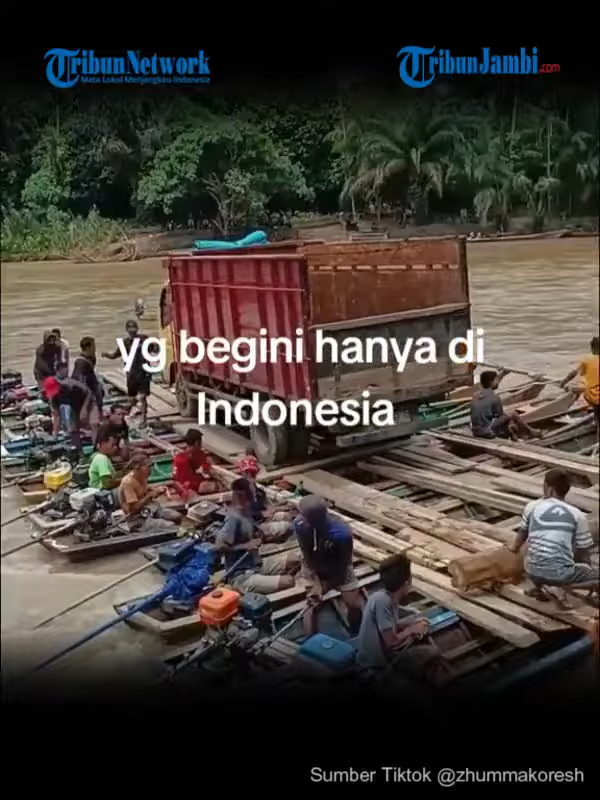 TribunNetwork
Mata Lokal Menjangkau Indonesia
TribunJambi.com
yg begini hanya di
Indonesia
Sumber Tiktok @zhummakoresh